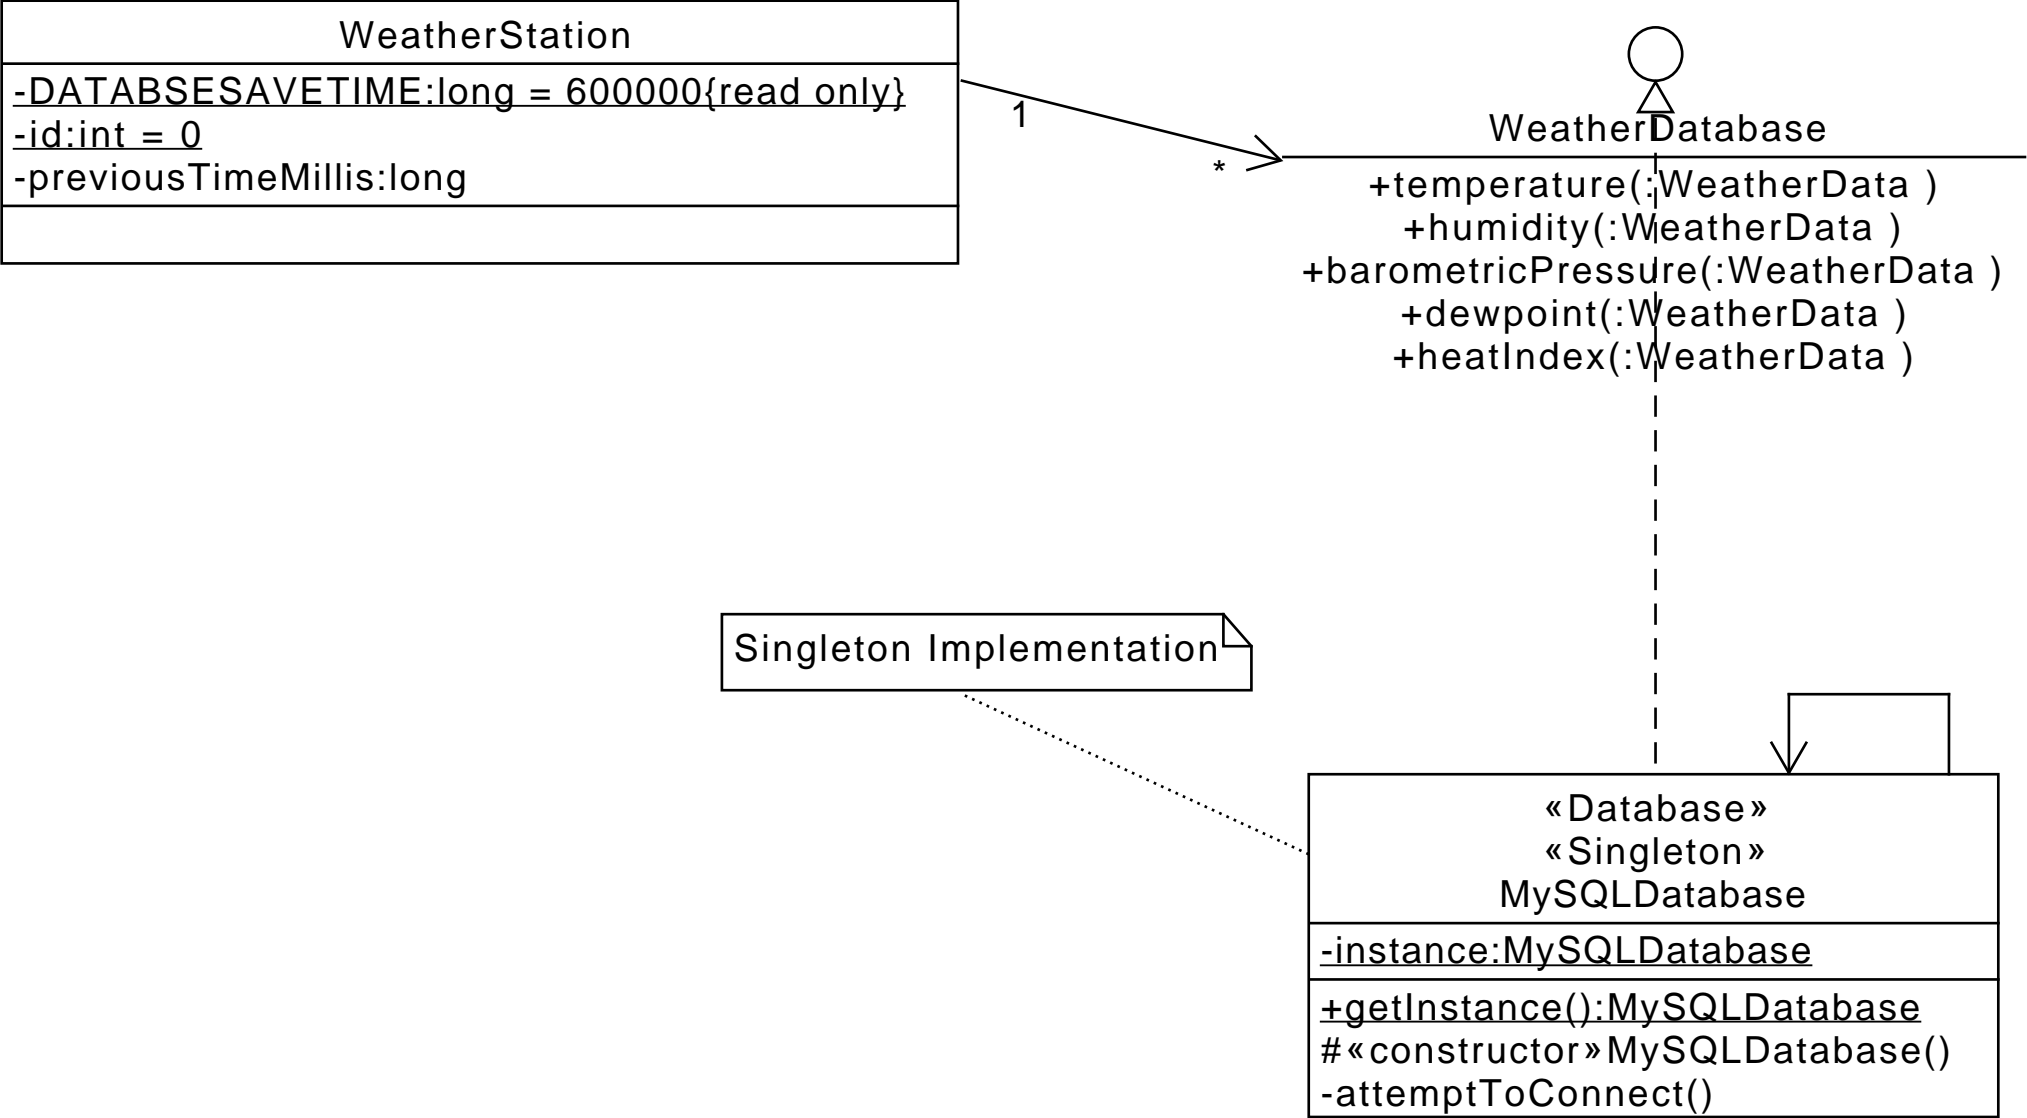 WeatherStation
-DATABSESAVETIME:long = 600000{read only}
-id:int = 0
-previousTimeMillis:long
1
*
WeatherDatabase
+temperature(:WeatherData )
+humidity(:WeatherData )
+barometricPressure(:WeatherData )
+dewpoint(:WeatherData )
+heatIndex(:WeatherData )
Singleton Implementation
«Database»
«Singleton»
MySQLDatabase
-instance:MySQLDatabase
+getInstance():MySQLDatabase
#«constructor»MySQLDatabase()
-attemptToConnect()